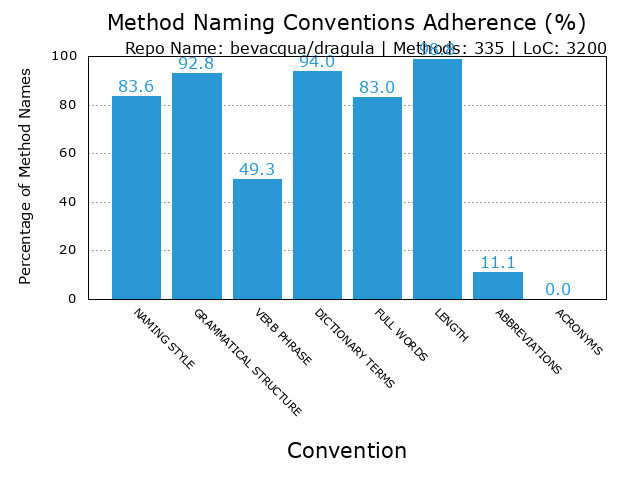 Method Naming Conventions Adherence (%)
Repo Name: bevacqua/dragula | Methods: 335 | LoC: 3200
Percentage of Method Names
100
80
60
40
20
0
83.6
92.8
49.3
94.0
83.0
11.1
0.0
NAMING STYLE
GRAMMATICAL STRUCTURE
VERB PHRASE
DICTIONARY TERMS
FULL WORDS
LENGTH
ABBREVIATIONS
ACRONYMS
Convention